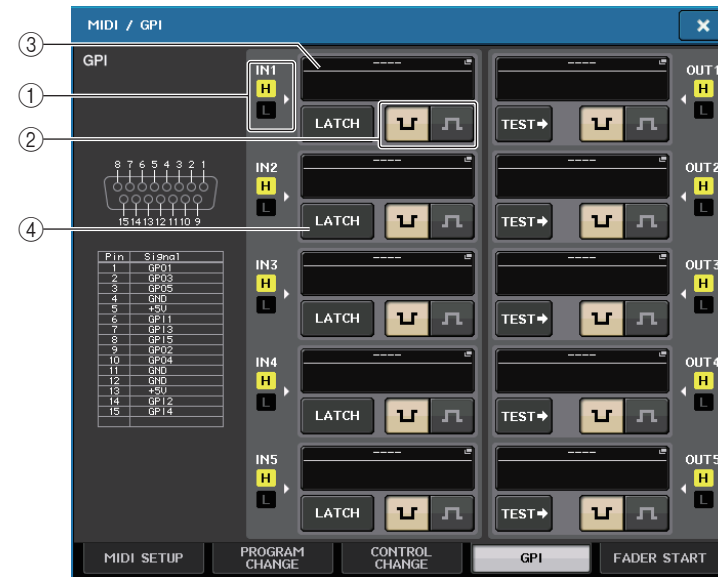 MIDI / GPI
GPI
③
①
②
④
8 7 6 5 4 3 2 1
15 14 13 12 11 10 9
Pin Signal
1 GPO1
2 GPO3
3 GPO5
4 GND
5 +5V
6 GPI1
7 GPI3
8 GPI5
9 GPO2
10 GPO4
11 GND
12 GND
13 +5V
14 GPI2
15 GPI4
IN1
H
L
----
LATCH
----
TEST
OUT1
H
L
IN2
H
L
----
LATCH
----
TEST
OUT2
H
L
IN3
H
L
----
LATCH
----
TEST
OUT3
H
L
IN4
H
L
----
LATCH
----
TEST
OUT4
H
L
IN5
H
L
----
LATCH
----
TEST
OUT5
H
L
MIDI SETUP
PROGRAM
CHANGE
CONTROL
CHANGE
GPI
FADER START